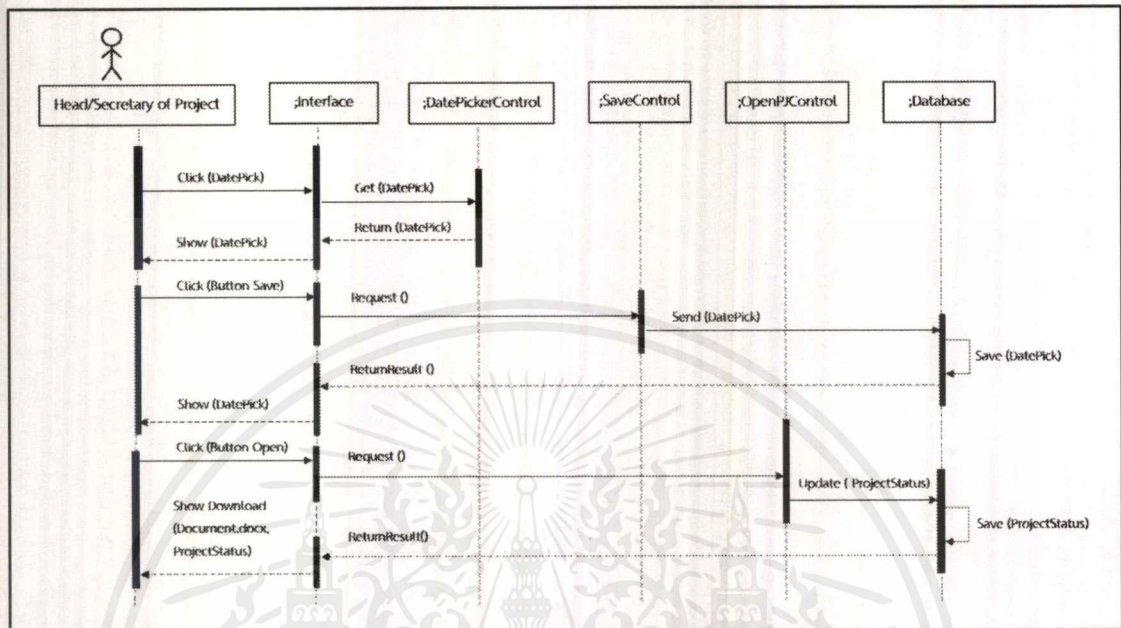 Head/Secretary of Project
;Interface
;DatePickerControl
;SaveControl
;OpenPJControl
;Database
Click (DatePick)
Get (DatePick)
Return (DatePick)
Show (DatePick)
Click (Button Save)
Request ()
Send (DatePick)
Save (DatePick)
ReturnResult ()
Show (DatePick)
Click (Button Open)
Request ()
Update ( ProjectStatus)
Show Download
(Document.docx,
ProjectStatus)
Save (ProjectStatus)
ReturnResult()